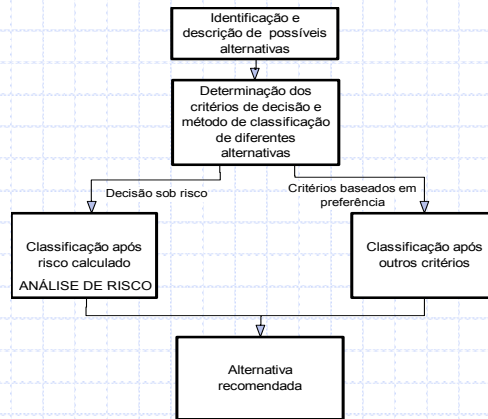 Identificação e
descrição de possíveis
alternativas
Determinação dos
critérios de decisão e
método de classificação
de diferentes
alternativas
Decisão sob risco
Critérios baseados em
preferência
Classificação após
risco calculado
ANÁLISE DE RISCO
Classificação após
outros critérios
Alternativa
recomendada